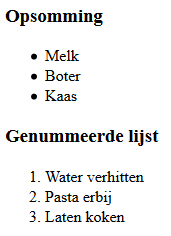 Opsomming
• Melk
• Boter
• Kaas
Genummeerde lijst
1. Water verhitten
2. Pasta erbij
3. Laten koken